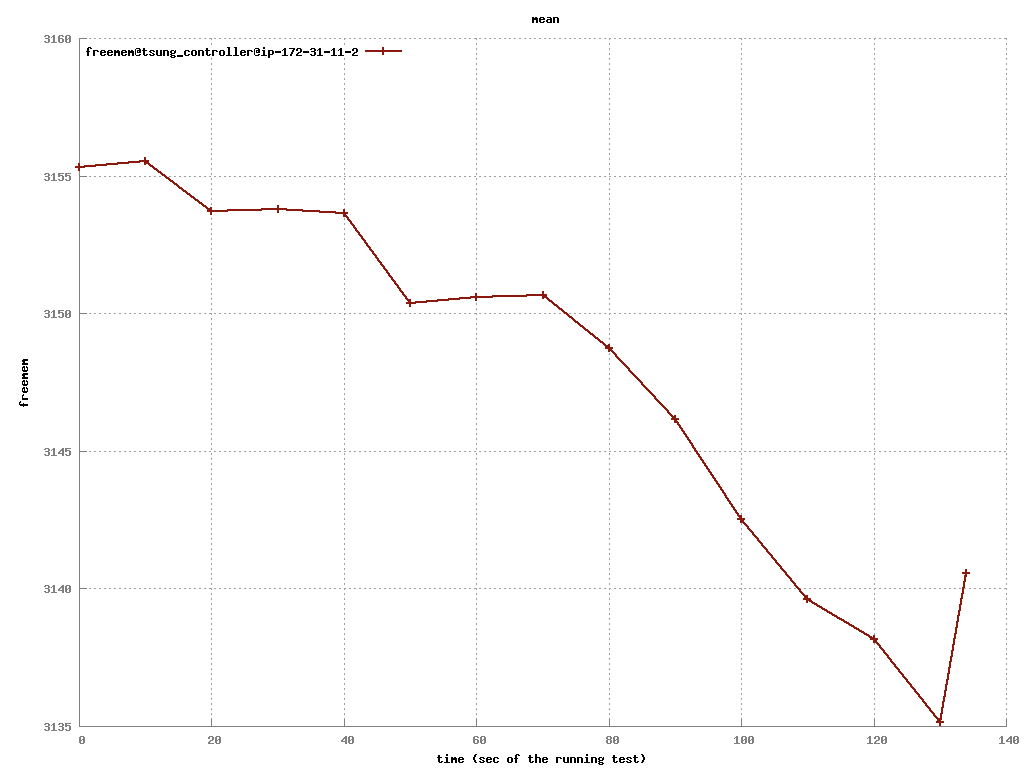 mean
3160
freemem@tsung_controller@ip-172-31-11-2
3155
3150
freemem
3145
3140
3135
0 20 40 60 80 100 120 140
time (sec of the running test)